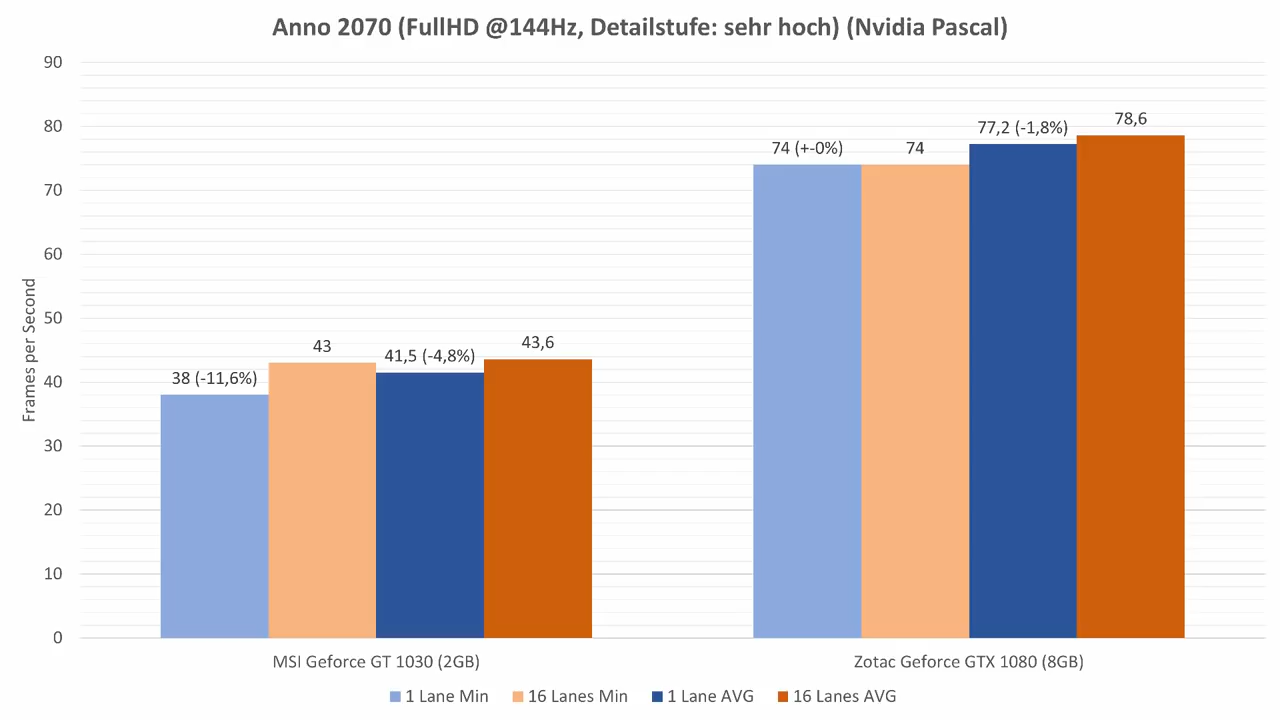 Anno 2070 (FullHD @144Hz, Detailstufe: sehr hoch) (Nvidia Pascal)
Frames per Second
90
80
70
60
50
40
30
20
10
0
38 (-11,6%)
43
41,5 (-4,8%)
43,6
74 (+-0%)
74
77,2 (-1,8%)
78,6
MSI Geforce GT 1030 (2GB)
Zotac Geforce GTX 1080 (8GB)
1 Lane Min
16 Lanes Min
1 Lane AVG
16 Lanes AVG